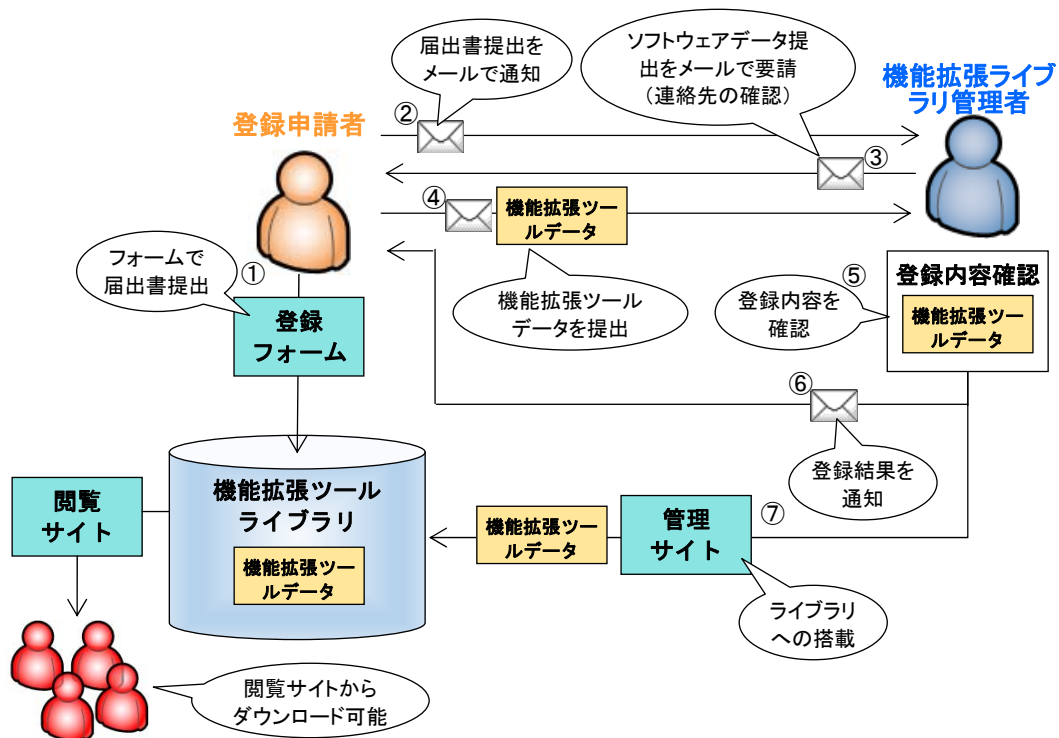 届出書提出を
メールで通知
ソフトウェアデータ提
出をメールで要請
（連絡先の確認）
機能拡張ライブ
ラリ管理者
登録申請者
②
③
④
機能拡張ツー
ルデータ
フォームで
届出書提出
①
登録
フォーム
機能拡張ツール
データを提出
登録内容を
確認
⑤
登録内容確認
機能拡張ツー
ルデータ
⑥
登録結果を
通知
閲覧
サイト
機能拡張ツール
ライブラリ
機能拡張ツー
ルデータ
機能拡張ツー
ルデータ
管理
サイト
⑦
ライブラリ
への搭載
閲覧サイトから
ダウンロード可能